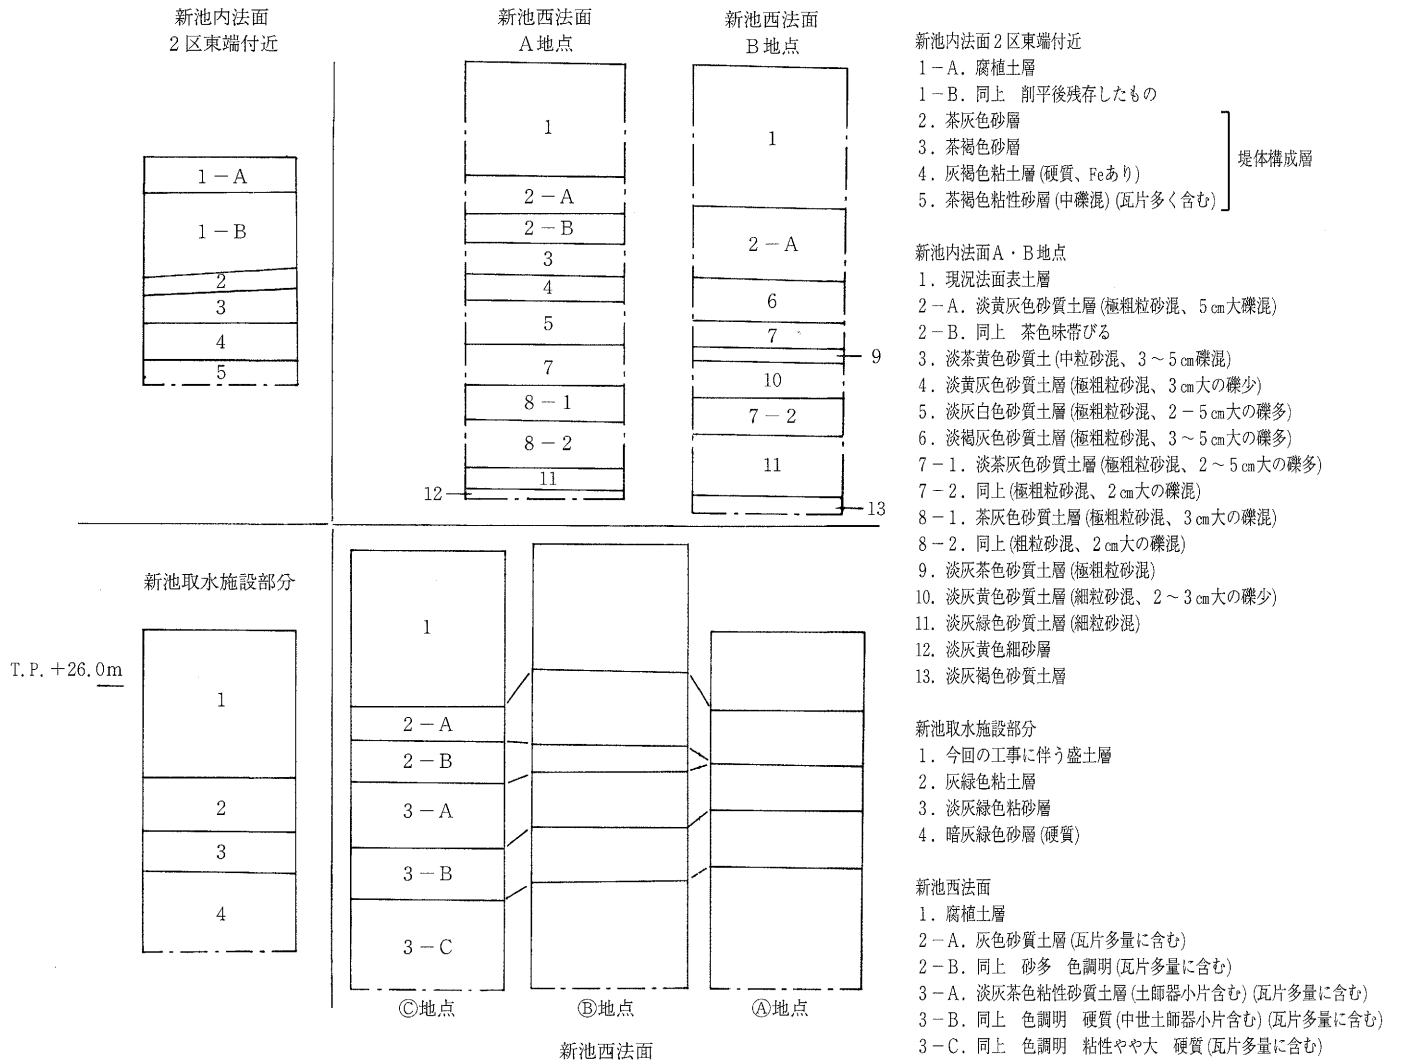 新池内法面
2区東端付近
1－A
1－B
2
3
4
5
新池西法面
A地点
1
2－A
2－B
3
4
5
7
8－1
8－2
11
12
新池西法面
B地点
1
2－A
6
7
9
10
7－2
11
13
新池取水施設部分
T.P.+26.0m
1
2
3
4
1
2－A
2－B
3－A
3－B
3－C
Ⓒ地点
Ⓑ地点
Ⓐ地点
新池西法面
新池内法面2区東端付近
1－A．腐植土層
1－B．同上　削平後残存したもの
2．茶灰色砂層
3．茶褐色砂層
4．灰褐色粘土層(硬質、Feあり)
5．茶褐色粘性砂層(中礫混)(瓦片多く含む)
堤体構成層
新池内法面A・B地点
1．現況法面表土層
2－A．淡黄灰色砂質土層(極粗粒砂混、5㎝大礫混)
2－B．同上　茶色味帯びる
3．淡茶黄色砂質土(中粒砂混、3～5㎝礫混)
4．淡黄灰色砂質土層(極粗粒砂混、3㎝大の礫少)
5．淡灰白色砂質土層(極粗粒砂混、2－5㎝大の礫多)
6．淡褐灰色砂質土層(極粗粒砂混、3～5㎝大の礫多)
7－1．淡茶灰色砂質土層(極粗粒砂混、2～5㎝大の礫多)
7－2．同上(極粗粒砂混、2㎝大の礫混)
8－1．茶灰色砂質土層(極粗粒砂混、3㎝大の礫混)
8－2．同上(粗粒砂混、2㎝大の礫混)
9．淡灰茶色砂質土層(極粗粒砂混)
10．淡灰黄色砂質土層(細粒砂混、2～3㎝大の礫少)
11．淡灰緑色砂質土層(細粒砂混)
12．淡灰黄色細砂層
13．淡灰褐色砂質土層
新池取水施設部分
1．今回の工事に伴う盛土層
2．灰緑色粘土層
3．淡灰緑色粘砂層
4．暗灰緑色砂層(硬質)
新池西法面
1．腐植土層
2－A．灰色砂質土層(瓦片多量に含む)
2－B．同上　砂多　色調明(瓦片多量に含む)
3－A．淡灰茶色粘性砂質土層(土師器小片含む)(瓦片多量に含む)
3－B．同上　色調明　硬質(中世土師器小片含む)(瓦片多量に含む)
3－C．同上　色調明　粘性やや大　硬質(瓦片多量に含む)